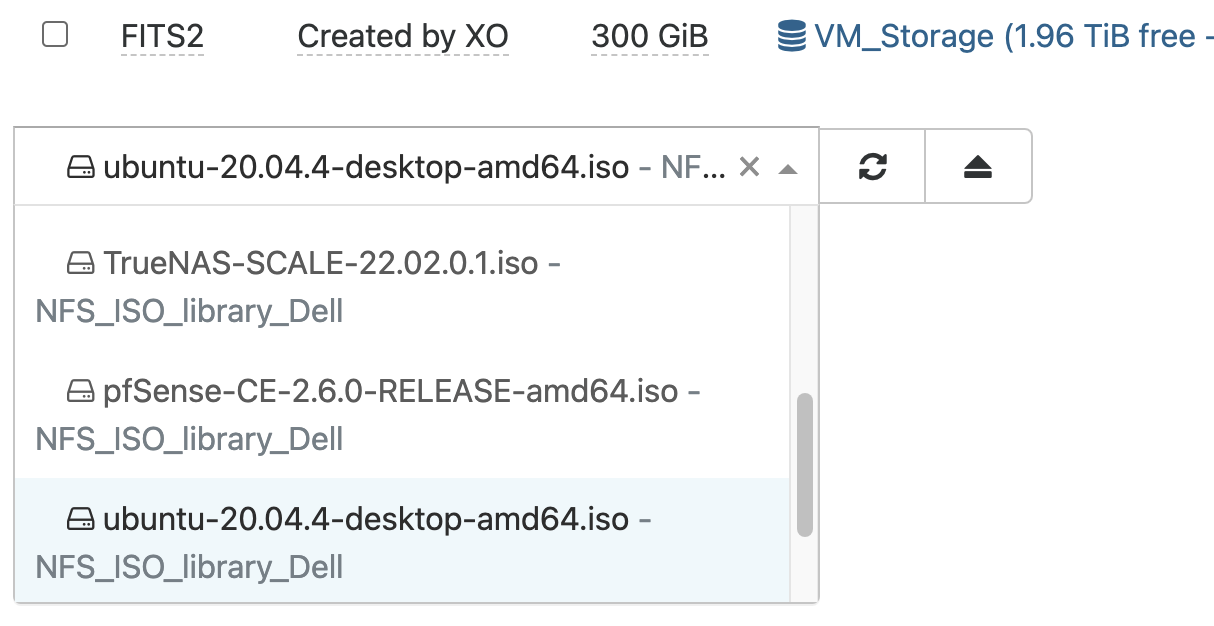 FITS2 Created by XO 300 GiB VM_Storage (1.96 TiB free -
ubuntu-20.04.4-desktop-amd64.iso - NF...
TrueNAS-SCALE-22.02.0.1.iso -
NFS_ISO_library_Dell
pfSense-CE-2.6.0-RELEASE-amd64.iso -
NFS_ISO_library_Dell
ubuntu-20.04.4-desktop-amd64.iso -
NFS_ISO_library_Dell